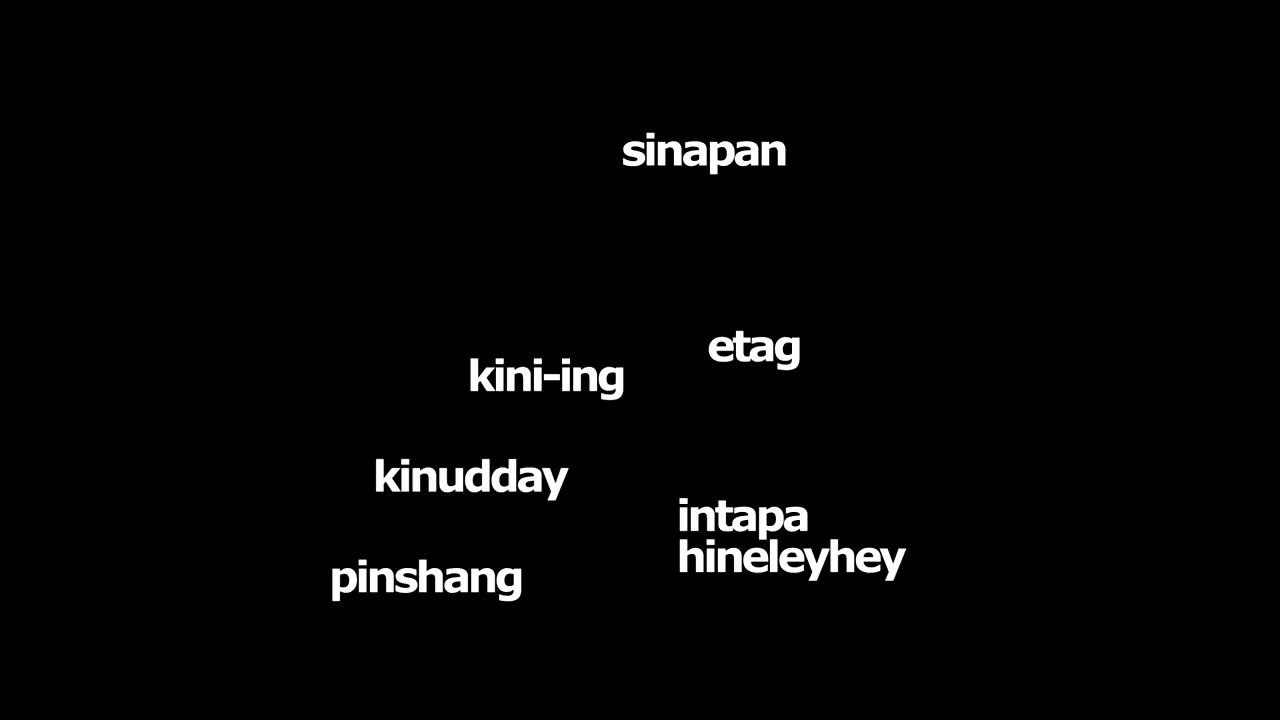 sinapan
etag
kini-ing
kinudday
intapa
hineleyhey
pinshang